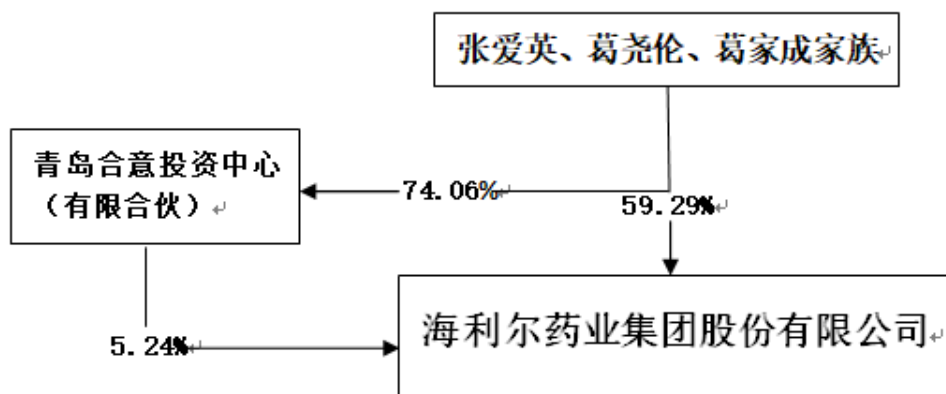 张爱英、葛尧伦、葛家成家族
青岛合意投资中心
（有限合伙）
74.06%
59.29%
海利尔药业集团股份有限公司
5.24%